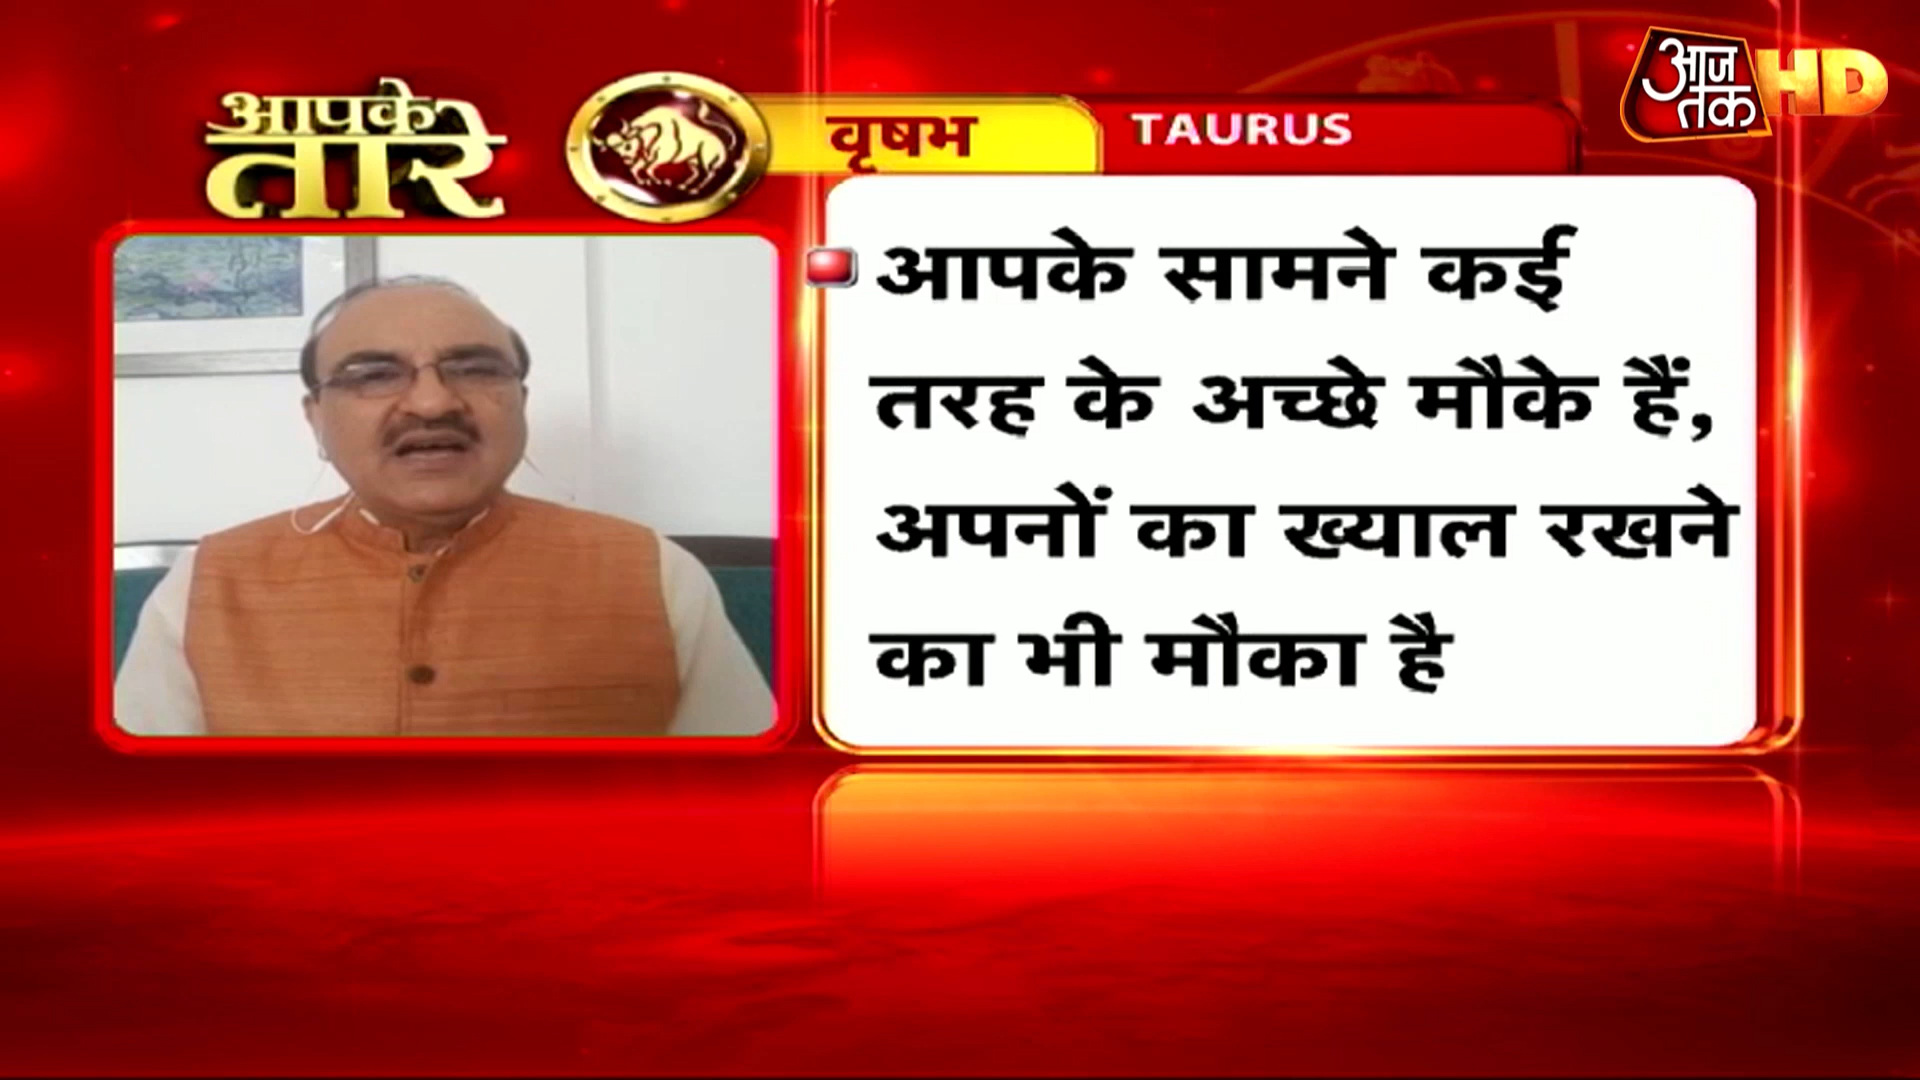 आपके
तारे
वृषभ
TAURUS
आज
तक
HD
आपके सामने कई
तरह के अच्छे मौके हैं,
अपनों का ख्याल रखने
का भी मौका है